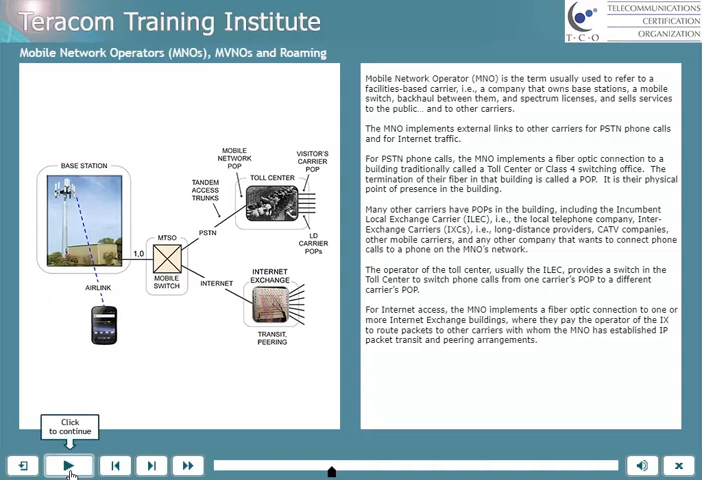 Teracom Training Institute
TELECOMMUNICATIONS
CERTIFICATION
ORGANIZATION
T·C·O
Mobile Network Operators (MNOs), MVNOs and Roaming
BASE STATION
AIRLINK
1,0
MTSO
MOBILE
SWITCH
PSTN
INTERNET
TANDEM
ACCESS
TRUNKS
MOBILE
NETWORK
POP
TOLL CENTER
VISITOR'S
CARRIER
POP
LD
CARRIER
POPs
INTERNET
EXCHANGE
TRANSIT,
PEERING
Mobile Network Operator (MNO) is the term usually used to refer to a
facilities-based carrier, i.e., a company that owns base stations, a mobile
switch, backhaul between them, and spectrum licenses, and sells services
to the public... and to other carriers.
The MNO implements external links to other carriers for PSTN phone calls
and for Internet traffic.
For PSTN phone calls, the MNO implements a fiber optic connection to a
building traditionally called a Toll Center or Class 4 switching office. The
termination of their fiber in that building is called a POP. It is their physical
point of presence in the building.
Many other carriers have POPs in the building, including the Incumbent
Local Exchange Carrier (ILEC), i.e., the local telephone company, Inter-
Exchange Carriers (IXCs), i.e., long-distance providers, CATV companies,
other mobile carriers, and any other company that wants to connect phone
calls to a phone on the MNO's network.
The operator of the toll center, usually the ILEC, provides a switch in the
Toll Center to switch phone calls from one carrier's POP to a different
carrier's POP.
For Internet access, the MNO implements a fiber optic connection to one or
more Internet Exchange buildings, where they pay the operator of the IX
to route packets to other carriers with whom the MNO has established IP
packet transit and peering arrangements.
Click
to continue